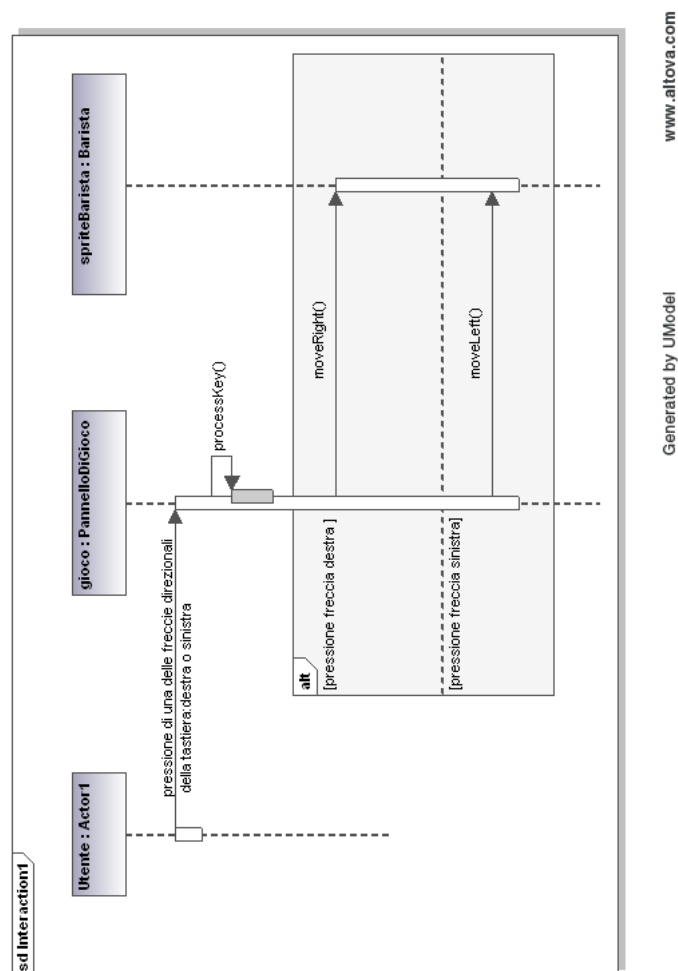 sd Interaction1
Utente : Actor1
gioco : PannelloDiGioco
spriteBarista : Barista
pressione di una delle freccie direzionali
della tastiera:destra o sinistra
processKey()
alt
[pressione freccia destra ]
moveRight()
[pressione freccia sinistra]
moveLeft()
Generated by UModel
www.altova.com